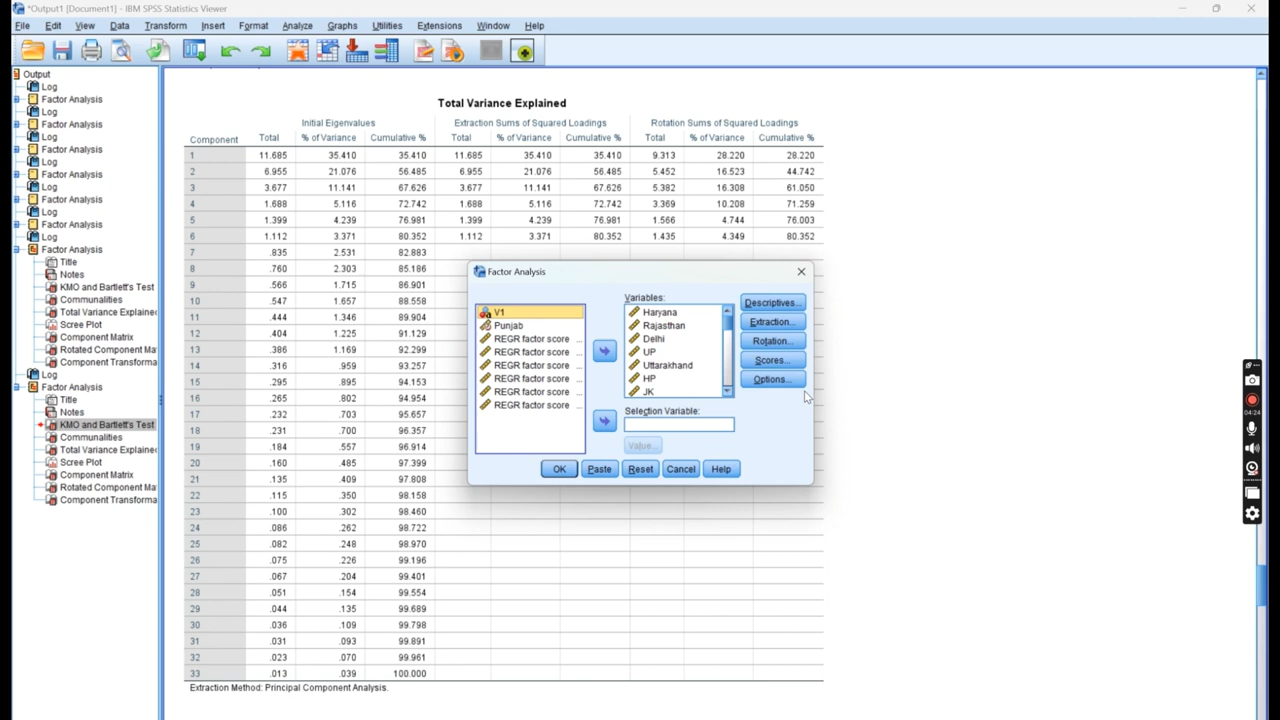 *Output1 [Document1] - IBM SPSS Statistics Viewer
File Edit View Data Transform Insert Format Analyze Graphs Utilities Extensions Window Help
Output
Log
Factor Analysis
Log
Factor Analysis
Log
Factor Analysis
Log
Factor Analysis
Log
Factor Analysis
Log
Factor Analysis
Log
Factor Analysis
Title
Notes
KMO and Bartlett's Test
Communalities
Total Variance Explaine
Scree Plot
Component Matrix
Rotated Component Ma
Component Transforma
Log
Factor Analysis
Title
Notes
KMO and Bartlett's Test
Communalities
Total Variance Explaine
Scree Plot
Component Matrix
Rotated Component Ma
Component Transforma
Total Variance Explained
Initial Eigenvalues Extraction Sums of Squared Loadings Rotation Sums of Squared Loadings
Component Total % of Variance Cumulative % Total % of Variance Cumulative % Total % of Variance Cumulative %
1 11.685 35.410 35.410 11.685 35.410 35.410 9.313 28.220 28.220
2 6.955 21.076 56.485 6.955 21.076 56.485 5.452 16.523 44.742
3 3.677 11.141 67.626 3.677 11.141 67.626 5.382 16.308 61.050
4 1.688 5.116 72.742 1.688 5.116 72.742 3.369 10.208 71.259
5 1.399 4.239 76.981 1.399 4.239 76.981 1.566 4.744 76.003
6 1.112 3.371 80.352 1.112 3.371 80.352 1.435 4.349 80.352
7 .835 2.531 82.883
8 .760 2.303 85.186
9 .566 1.715 86.901
10 .547 1.657 88.558
11 .444 1.346 89.904
12 .404 1.225 91.129
13 .386 1.169 92.299
14 .316 .959 93.257
15 .295 .895 94.153
16 .265 .802 94.954
17 .232 .703 95.657
18 .231 .700 96.357
19 .184 .557 96.914
20 .160 .485 97.399
21 .135 .409 97.808
22 .115 .350 98.158
23 .100 .302 98.460
24 .086 .262 98.722
25 .082 .248 98.970
26 .075 .226 99.196
27 .067 .204 99.401
28 .051 .154 99.554
29 .044 .135 99.689
30 .036 .109 99.798
31 .031 .093 99.891
32 .023 .070 99.961
33 .013 .039 100.000
Extraction Method: Principal Component Analysis.
Factor Analysis
V1
Punjab
REGR factor score ...
REGR factor score ...
REGR factor score ...
REGR factor score ...
REGR factor score ...
REGR factor score ...
Variables:
Haryana
Rajasthan
Delhi
UP
Uttarakhand
HP
JK
Selection Variable:
Value...
Descriptives...
Extraction...
Rotation...
Scores...
Options...
OK Paste Reset Cancel Help
04:24